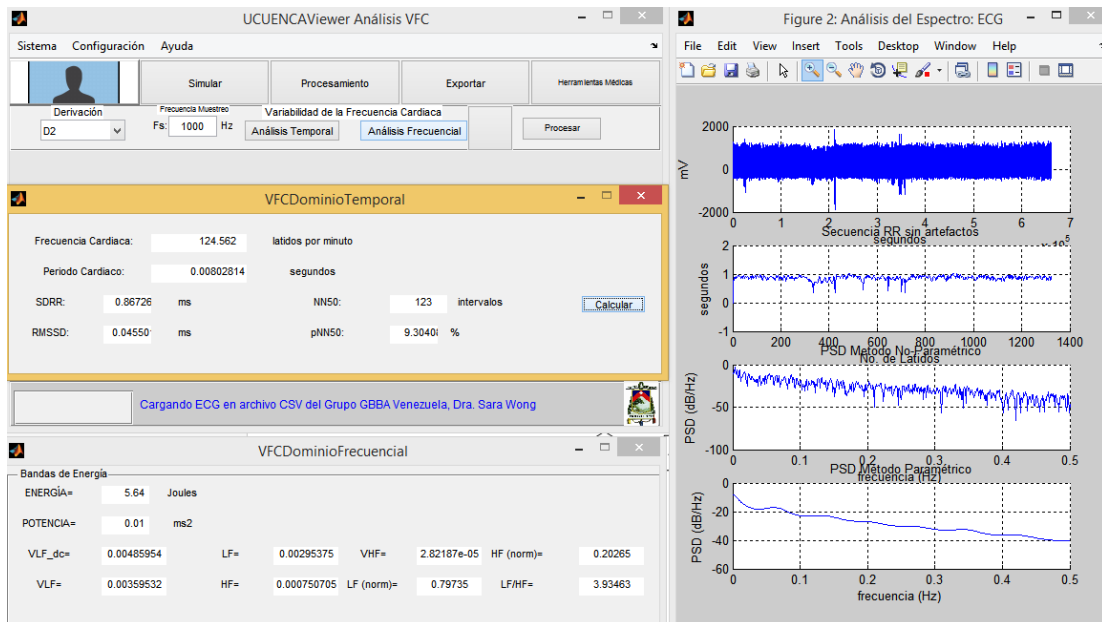 UCUENCAViewer Análisis VFC
Sistema Configuración Ayuda
Simular Procesamiento Exportar Herramientas Médicas
Derivación Frecuencia Muestreo Variabilidad de la Frecuencia Cardiaca
D2 Fs: 1000 Hz Análisis Temporal Análisis Frecuencial Procesar
VFCDominioTemporal
Frecuencia Cardiaca: 124.562 latidos por minuto
Periodo Cardiaco: 0.00802814 segundos
SDRR: 0.86726 ms NN50: 123 intervalos Calcular
RMSSD: 0.04550 ms pNN50: 9.3040 %
Cargando ECG en archivo CSV del Grupo GBBA Venezuela, Dra. Sara Wong
VFCDominioFrecuencial
Bandas de Energía
ENERGÍA= 5.64 Joules
POTENCIA= 0.01 ms2
VLF_dc= 0.00485954 LF= 0.00295375 VHF= 2.82187e-05 HF (norm)= 0.20265
VLF= 0.00359532 HF= 0.000750705 LF (norm)= 0.79735 LF/HF= 3.93463
Figure 2: Análisis del Espectro: ECG
File Edit View Insert Tools Desktop Window Help
2000
mV 0
-2000
0 1 2 3 4 5 6 7
Secuencia RR sin artefactos
segundos
2
segundos 1
0
-1
0 200 400 600 800 1000 1200 1400
PSD Método No-Paramétrico
No. de Latidos
0
PSD (dB/Hz) -50
-100
0 0.1 0.2 0.3 0.4 0.5
PSD Método Paramétrico
frecuencia (Hz)
0
-20
PSD (dB/Hz) -40
-60
0 0.1 0.2 0.3 0.4 0.5
frecuencia (Hz)